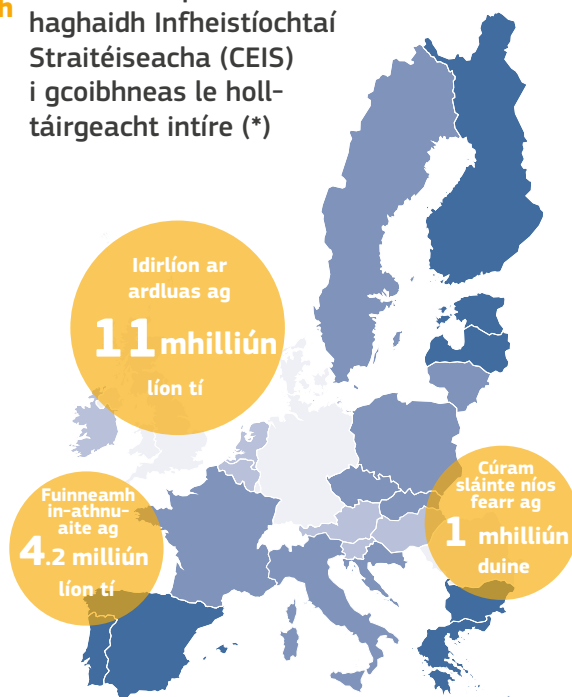 h
haghaidh Infheistíochtaí
Straitéiseacha (CEIS)
i gcoibhneas le holl-
táirgeacht intíre (*)
Idirlíon ar
ardluas ag
11 mhilliún
líon tí
Fuinneamh
in-athnu-
aite ag
4.2 milliún
líon tí
Cúram
sláinte níos
fearr ag
1 mhilliún
duine